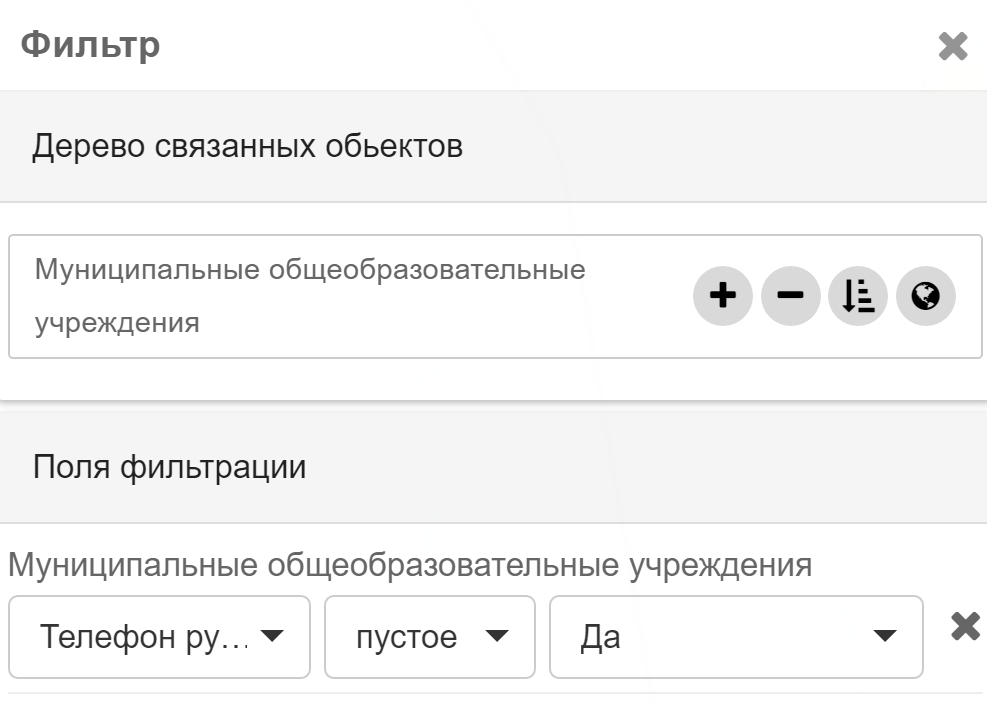 Фильтр
Дерево связанных обьектов
Муниципальные общеобразовательные
учреждения
Поля фильтрации
Муниципальные общеобразовательные учреждения
Телефон ру... пустое Да